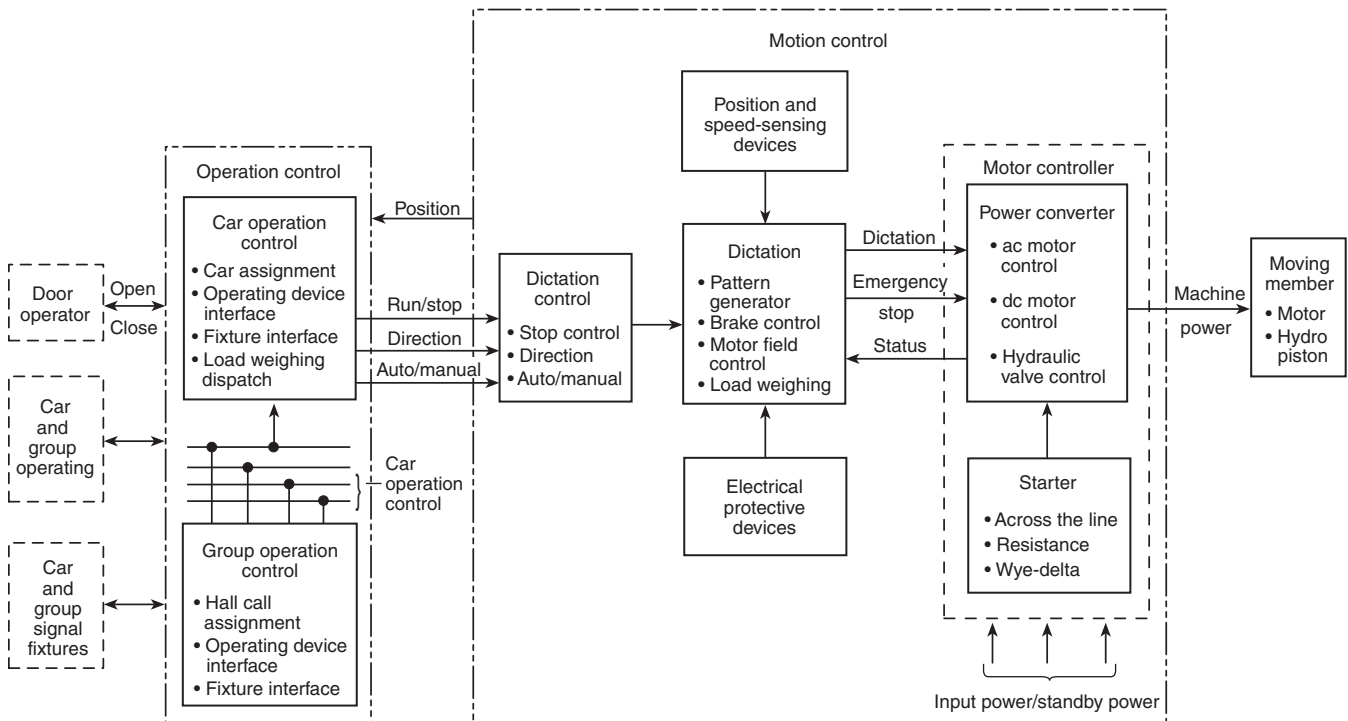 Motion control
Position and
speed-sensing
devices
Operation control
Motor controller
Car operation
control
• Car assignment
• Operating device
interface
• Fixture interface
• Load weighing
dispatch
Position
Door
operator
Open
Close
Run/stop
Direction
Auto/manual
Dictation
control
• Stop control
• Direction
• Auto/manual
Dictation
• Pattern
generator
• Brake control
• Motor field
control
• Load weighing
Dictation
Emergency
stop
Status
Power converter
• ac motor
control
• dc motor
control
• Hydraulic
valve control
Machine
power
Moving
member
• Motor
• Hydro
piston
Car
and
group
operating
Car
operation
control
Electrical
protective
devices
Starter
• Across the line
• Resistance
• Wye-delta
Car
and
group
signal
fixtures
Group operation
control
• Hall call
assignment
• Operating device
interface
• Fixture interface
Input power/standby power